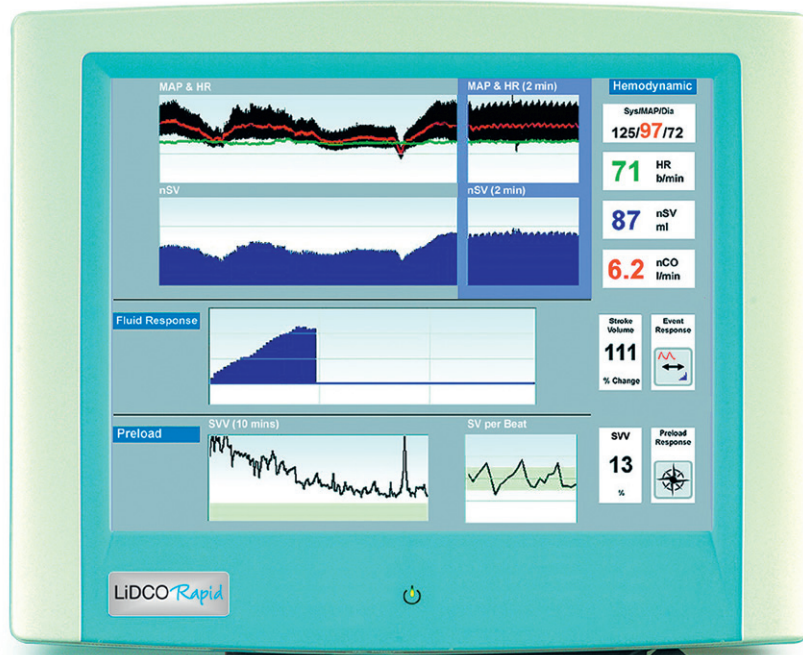 MAP & HR
MAP & HR (2 min)
Hemodynamic
Sys/MAP/Dia
125/97/72
71
HR
b/min
nSV
nSV (2 min)
87
nSV
ml
6.2
nCO
l/min
Fluid Response
Stroke
Volume
111
% Change
Event
Response
Preload
SVV (10 mins)
SV per Beat
SVV
13
%
Preload
Response
LiDCO Rapid